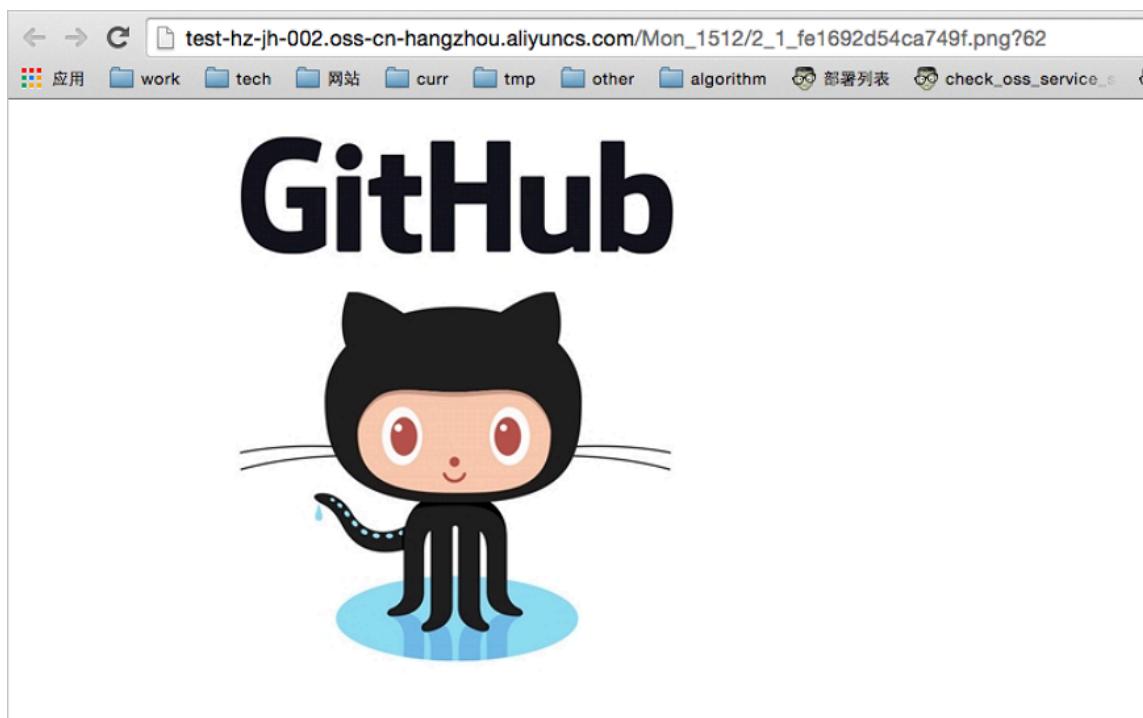 test-hz-jh-002.oss-cn-hangzhou.aliyuncs.com/Mon_1512/2_1_fe1692d54ca749f.png?62
应用 work tech 网站 curr tmp other algorithm 部署列表 check_oss_service_s
GitHub